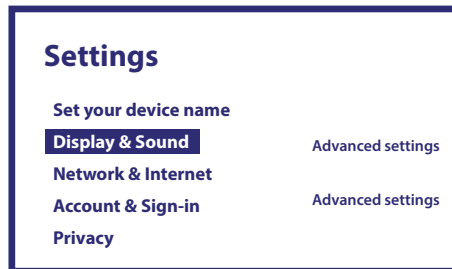 Settings
Set your device name
Display & Sound
Advanced settings
Network & Internet
Account & Sign-in
Advanced settings
Privacy